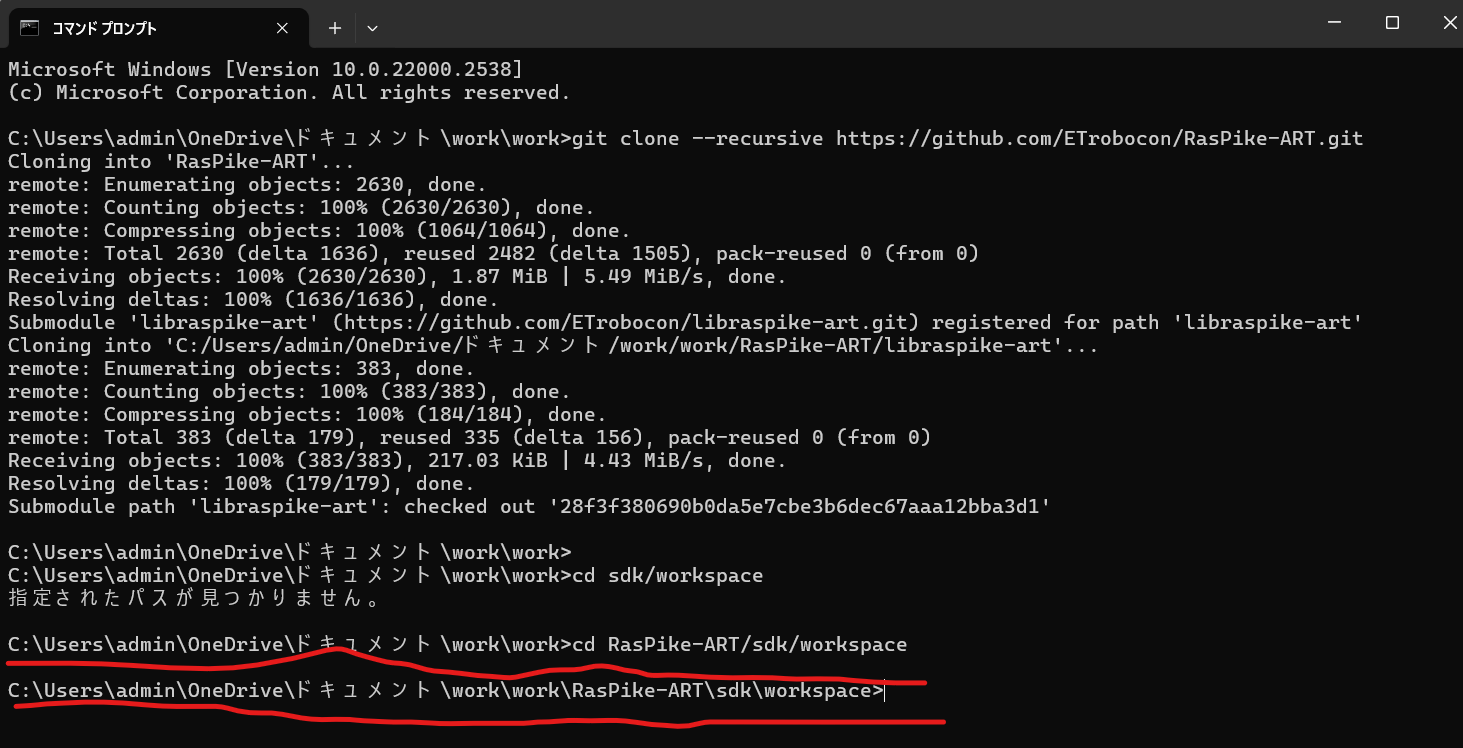 コマンド プロンプト
Microsoft Windows [Version 10.0.22000.2538]
(c) Microsoft Corporation. All rights reserved.
C:\Users\admin\OneDrive\ドキュメント\work\work>git clone --recursive https://github.com/ETrobocon/RasPike-ART.git
Cloning into 'RasPike-ART'...
remote: Enumerating objects: 2630, done.
remote: Counting objects: 100% (2630/2630), done.
remote: Compressing objects: 100% (1064/1064), done.
remote: Total 2630 (delta 1636), reused 2482 (delta 1505), pack-reused 0 (from 0)
Receiving objects: 100% (2630/2630), 1.87 MiB | 5.49 MiB/s, done.
Resolving deltas: 100% (1636/1636), done.
Submodule 'libraspike-art' (https://github.com/ETrobocon/libraspike-art.git) registered for path 'libraspike-art'
Cloning into 'C:/Users/admin/OneDrive/ドキュメント/work/work/RasPike-ART/libraspike-art'...
remote: Enumerating objects: 383, done.
remote: Counting objects: 100% (383/383), done.
remote: Compressing objects: 100% (184/184), done.
remote: Total 383 (delta 179), reused 335 (delta 156), pack-reused 0 (from 0)
Receiving objects: 100% (383/383), 217.03 KiB | 4.43 MiB/s, done.
Resolving deltas: 100% (179/179), done.
Submodule path 'libraspike-art': checked out '28f3f380690b0da5e7cbe3b6dec67aaa12bba3d1'
C:\Users\admin\OneDrive\ドキュメント\work\work>
C:\Users\admin\OneDrive\ドキュメント\work\work>cd sdk/workspace
指定されたパスが見つかりません。
C:\Users\admin\OneDrive\ドキュメント\work\work>cd RasPike-ART/sdk/workspace
C:\Users\admin\OneDrive\ドキュメント\work\work\RasPike-ART\sdk\workspace>